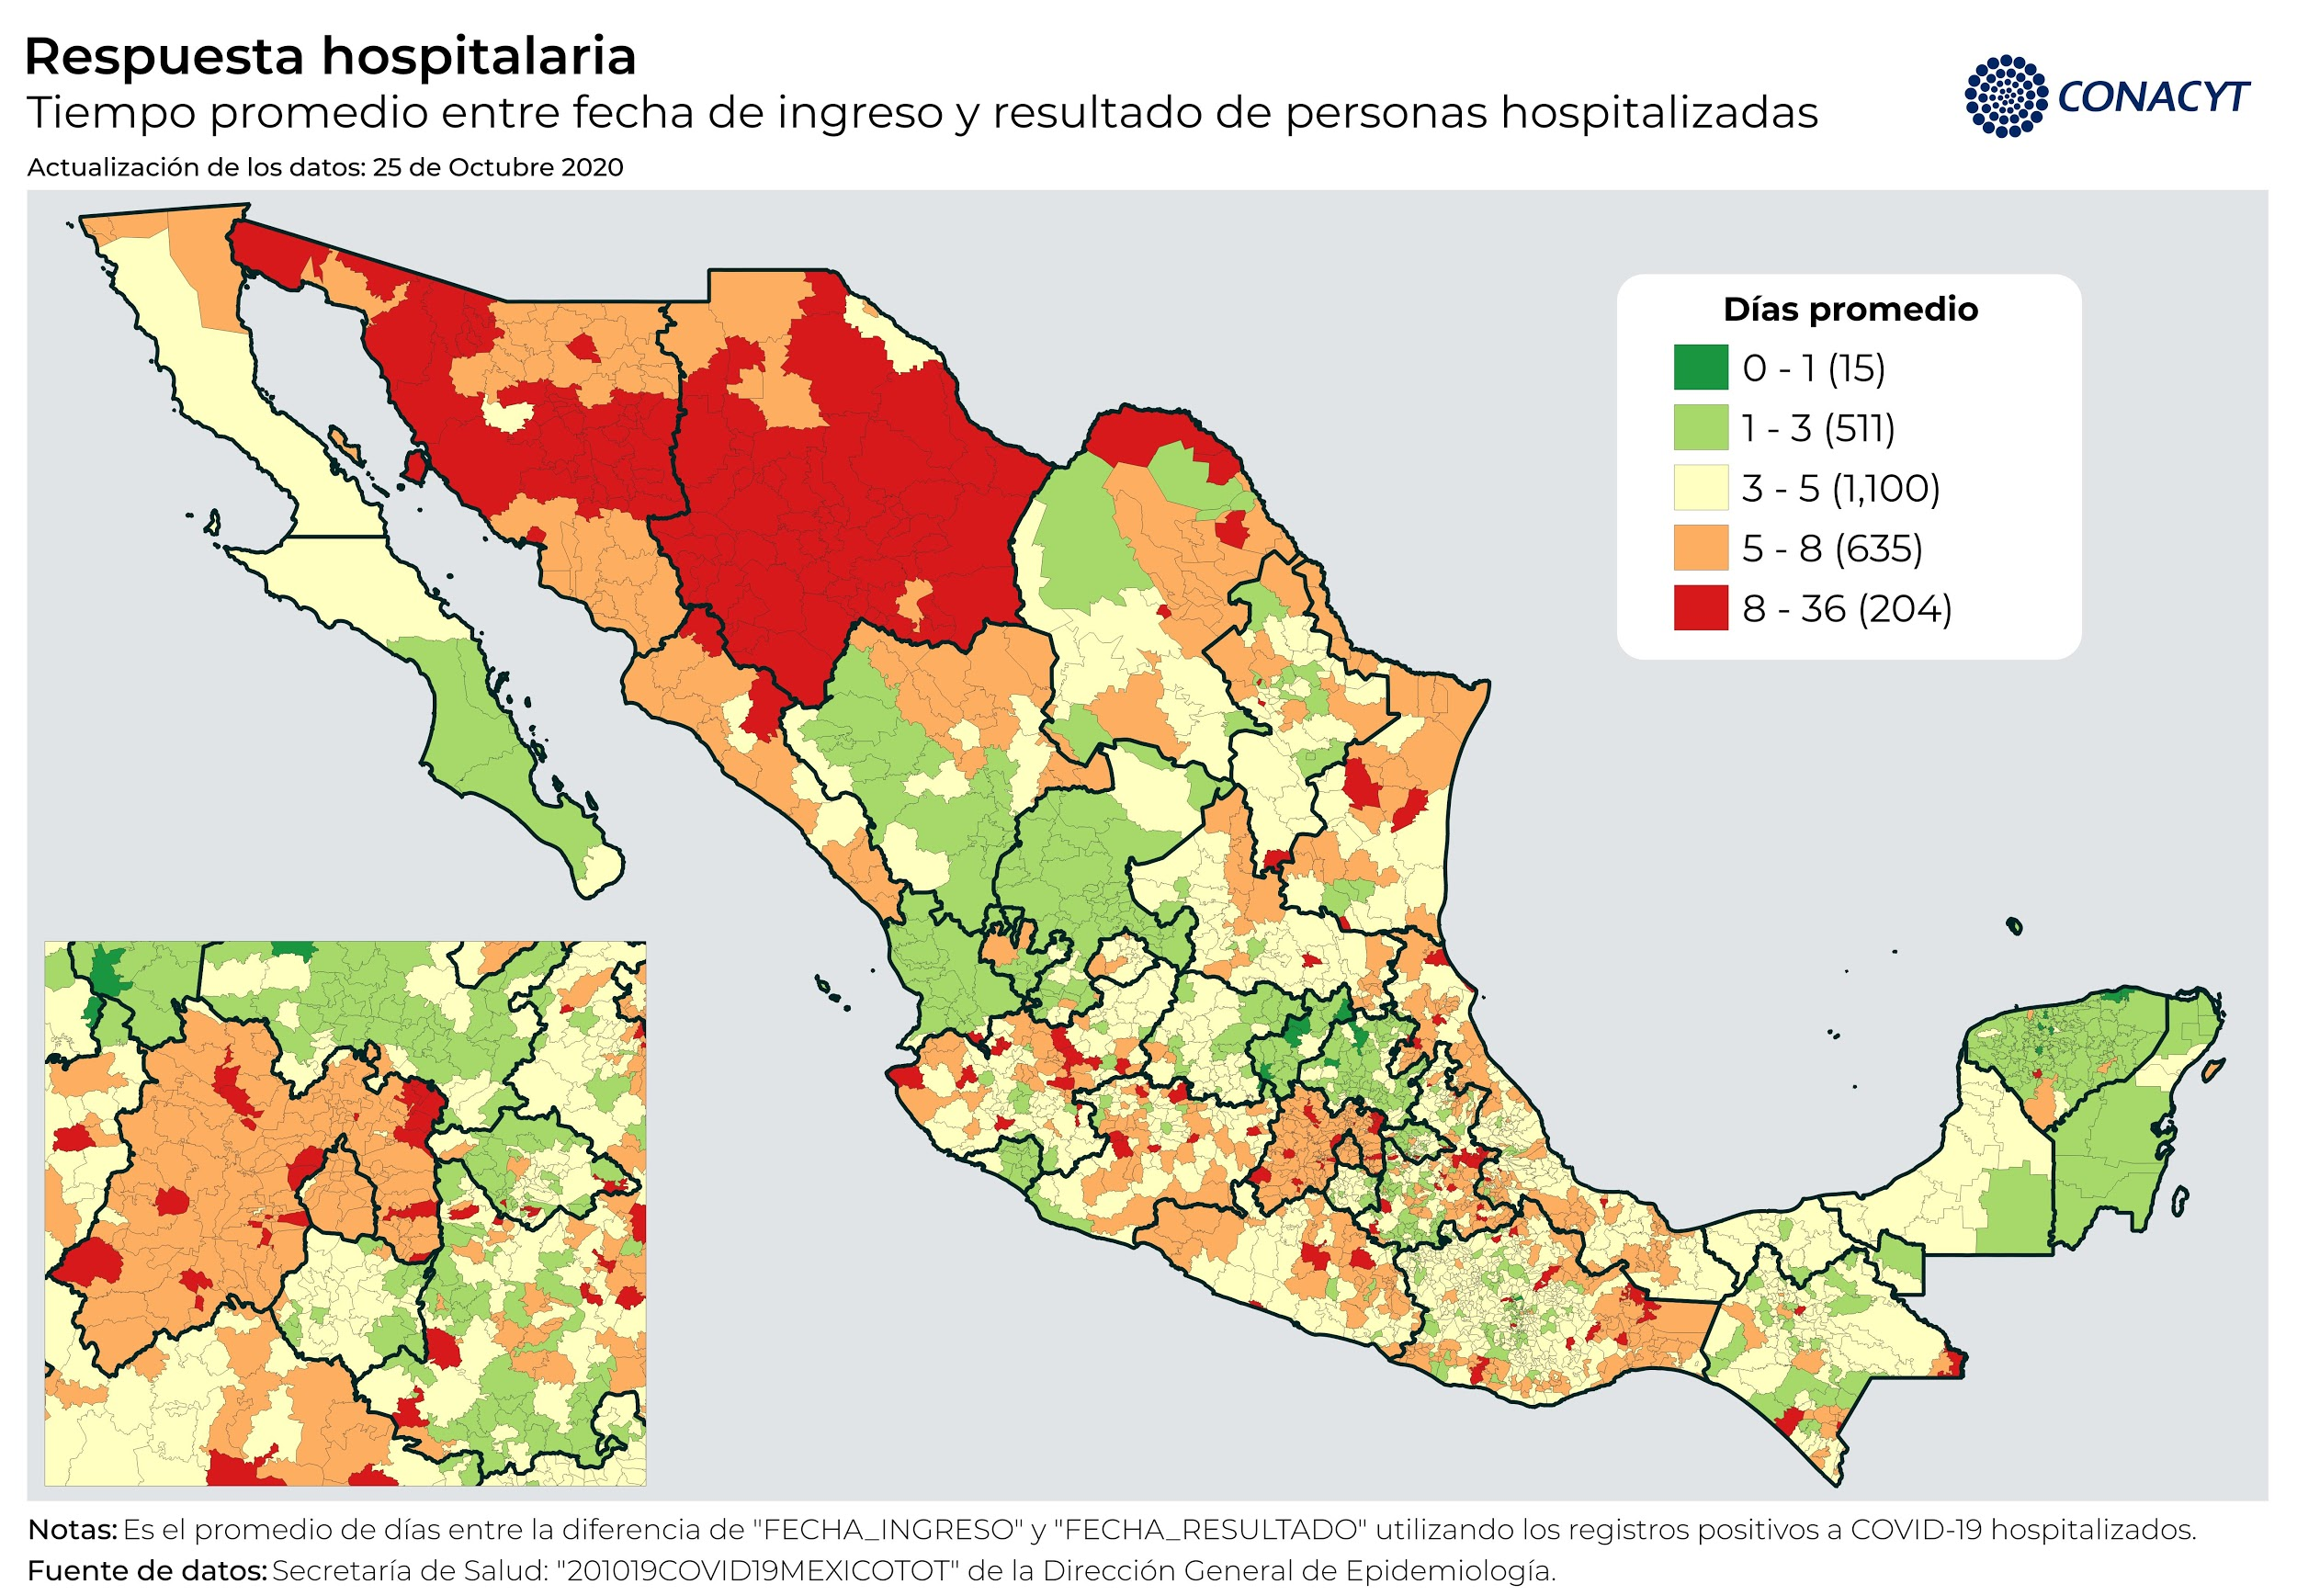 Respuesta hospitalaria
Tiempo promedio entre fecha de ingreso y resultado de personas hospitalizadas
Actualización de los datos: 25 de Octubre 2020
CONACYT
Días promedio
0 - 1 (15)
1 - 3 (511)
3 - 5 (1,100)
5 - 8 (635)
8 - 36 (204)
Notas: Es el promedio de días entre la diferencia de "FECHA_INGRESO" y "FECHA_RESULTADO" utilizando los registros positivos a COVID-19 hospitalizados.
Fuente de datos: Secretaría de Salud: "201019COVID19MEXICOTOT" de la Dirección General de Epidemiología.